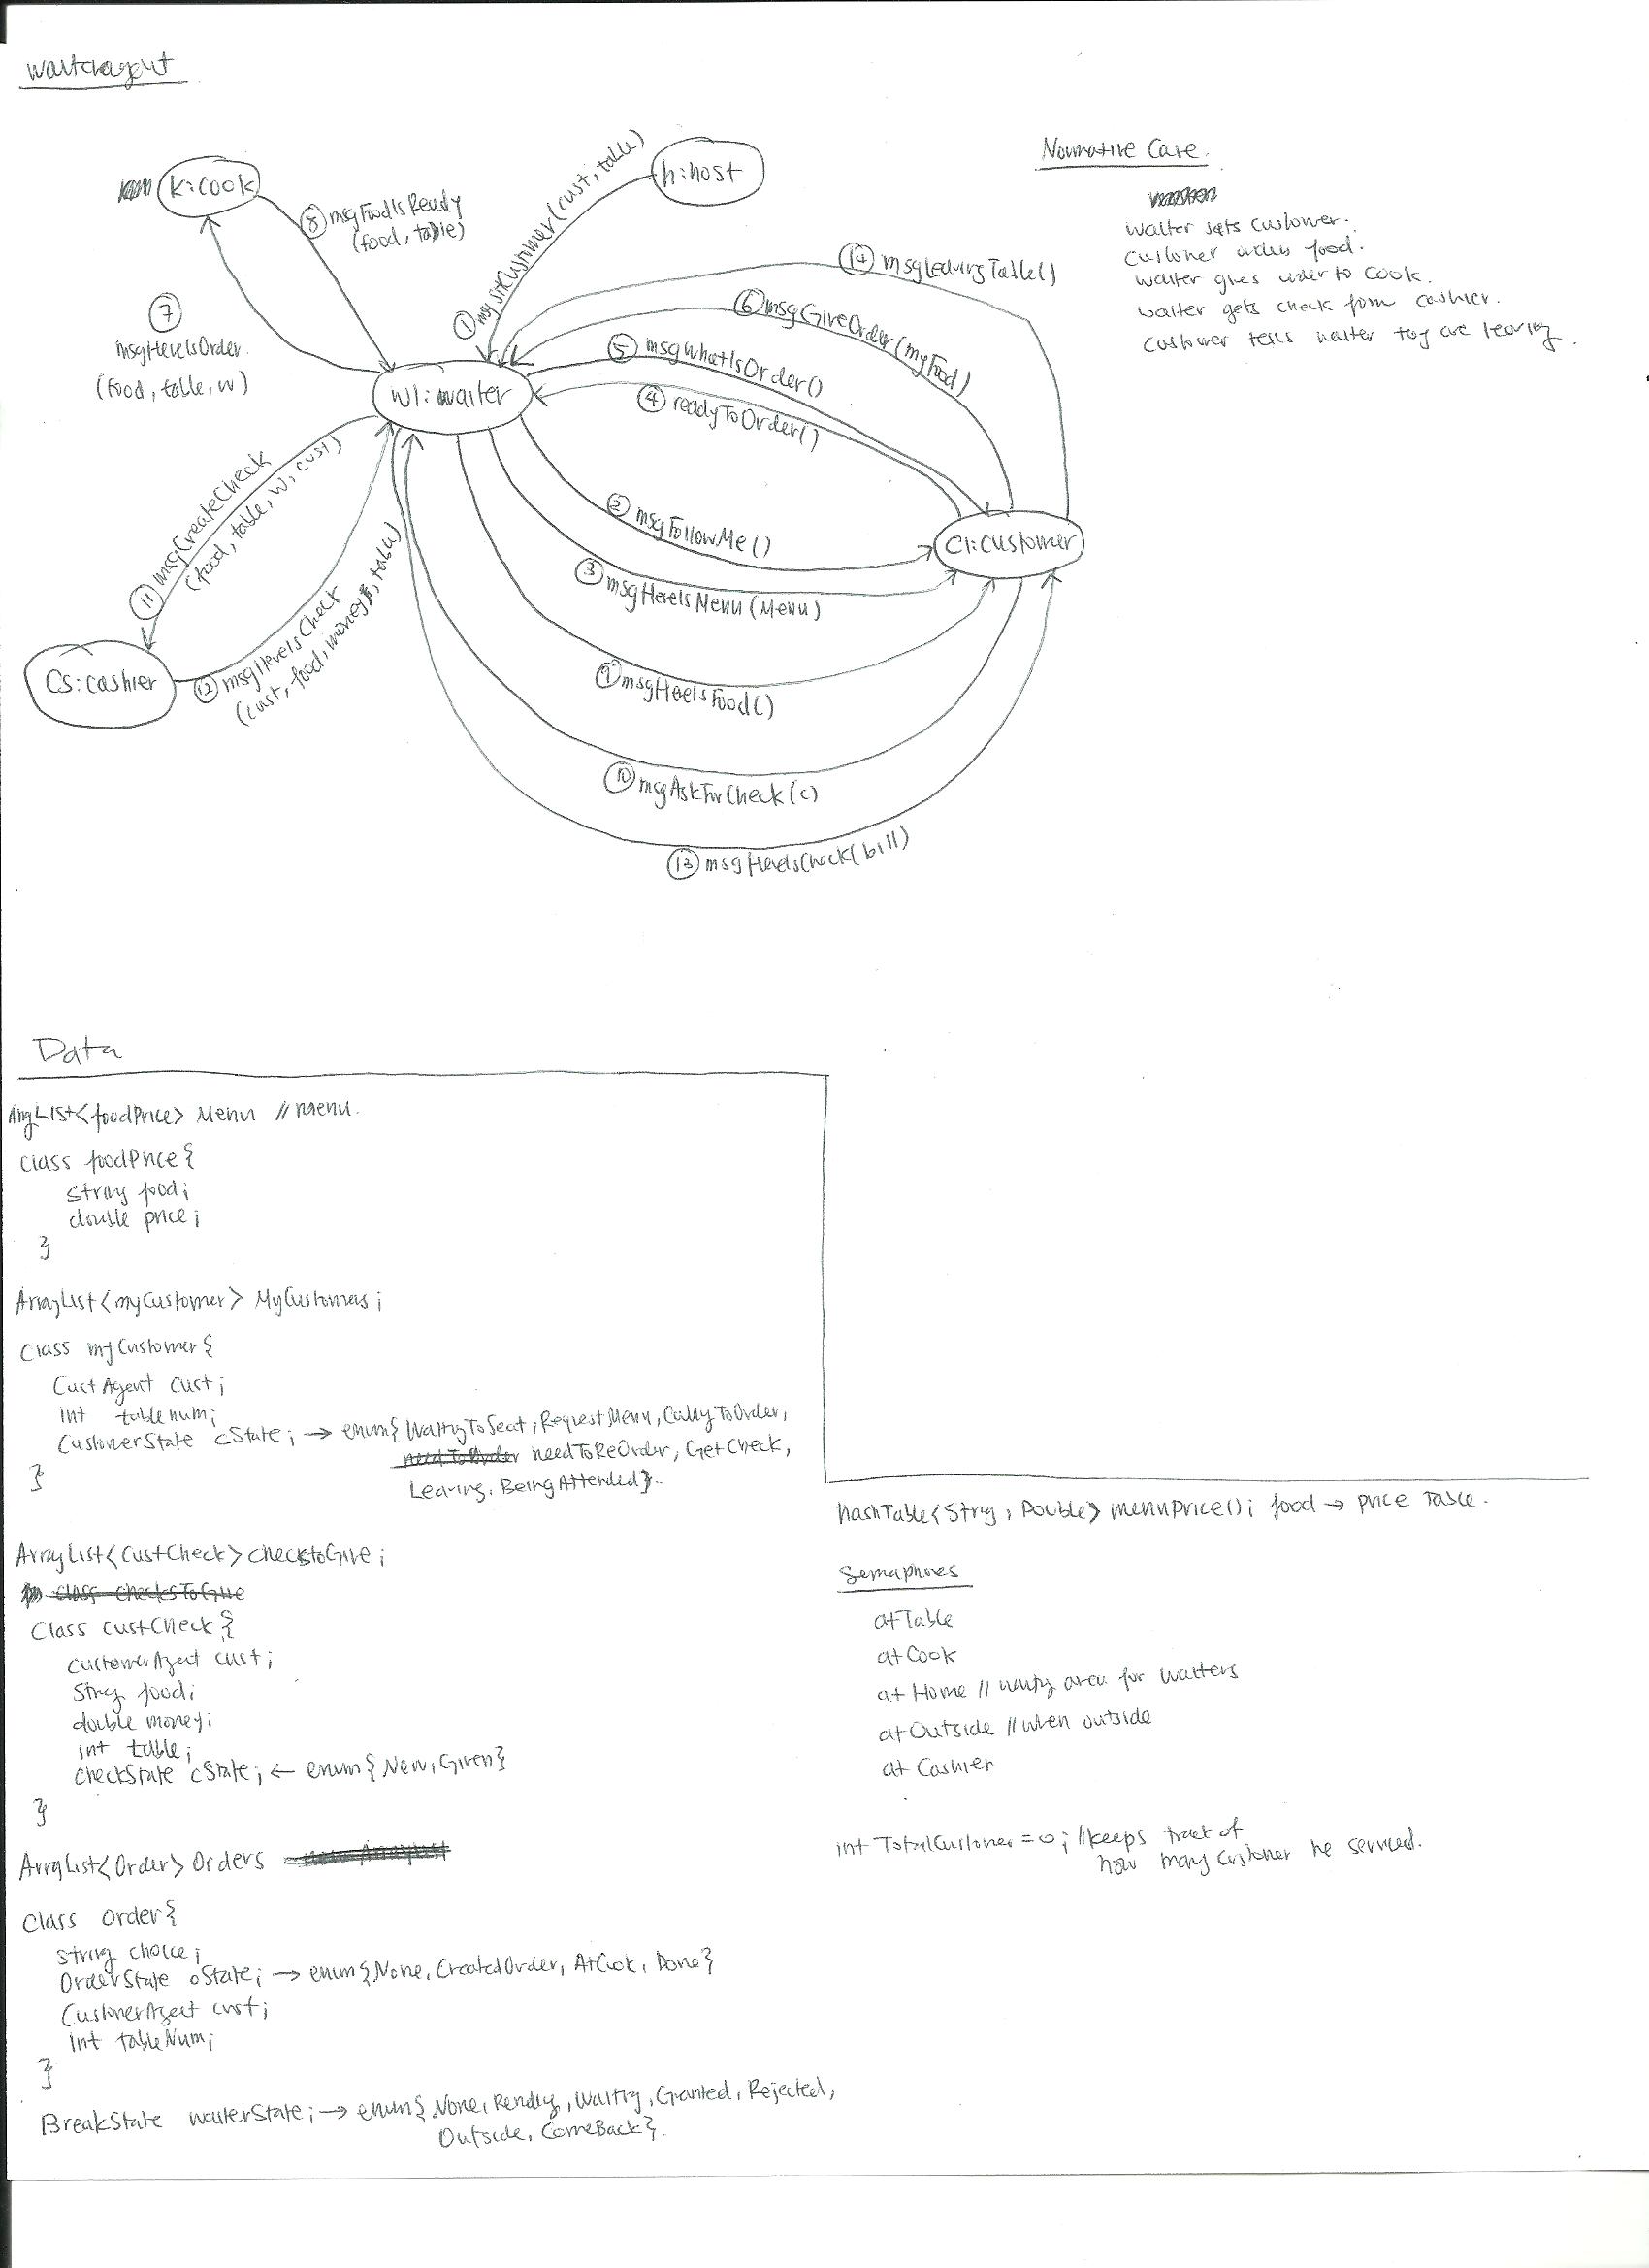 waiteragent
k:cook
h:host
① msgSitCustomer(cust, table)
⑧ msgFoodIsReady
(food, table)
⑭ msgLeavingTable()
⑥ msgGiveOrder(myFood)
⑤ msgWhatIsOrder()
④ readyToOrder()
⑦
msgHereIsOrder
(food, table, w)
W1:waiter
② msgFollowMe()
C1:customer
③ msgHereIsMenu(Menu)
⑪ msgCreateCheck
(food, table, w, cust)
Cs:cashier
⑫ msgHereIsCheck
(cust, food, money, table)
⑨ msgHereIsFood()
⑩ msgAskForCheck(c)
⑬ msgHereIsCheck(bill)
Normative Case.
waiter sets customer.
customer orders food.
waiter gives order to cook.
waiter gets check from cashier.
customer tells waiter they are leaving.
Data
ArrayList<foodPrice> Menu // menu.
class foodPrice{
String food;
double price;
}
ArrayList<myCustomer> MyCustomers;
Class myCustomer{
CustAgent cust;
int tablenum;
CustomerState cState; → enum{WaitingToSeat, RequestMenu, CallingToOrder,
needToOrder needToReOrder, GetCheck,
Leaving, BeingAttended}.
}
ArrayList<CustCheck> checkstoGive;
class checksToGive
Class custCheck{
CustomerAgent cust;
String food;
double money;
int table;
checkState cState; ← enum{New, Given}
}
ArrayList<Order> Orders new ArrayList
Class Order{
String choice;
OrderState oState; → enum{None, CreatedOrder, AtCook, Done}
CustomerAgent cust;
int tableNum;
}
BreakState waiterState; → enum{None, Pending, Waiting, Granted, Rejected,
Outside, ComeBack}.
hashTable<String, Double> menuPrice(); food → price Table.
Semaphores
atTable
atCook
at Home // waiting area for waiters
atOutside // when outside
at Cashier
int TotalCustomer = 0; // keeps track of
how many customer he serviced.